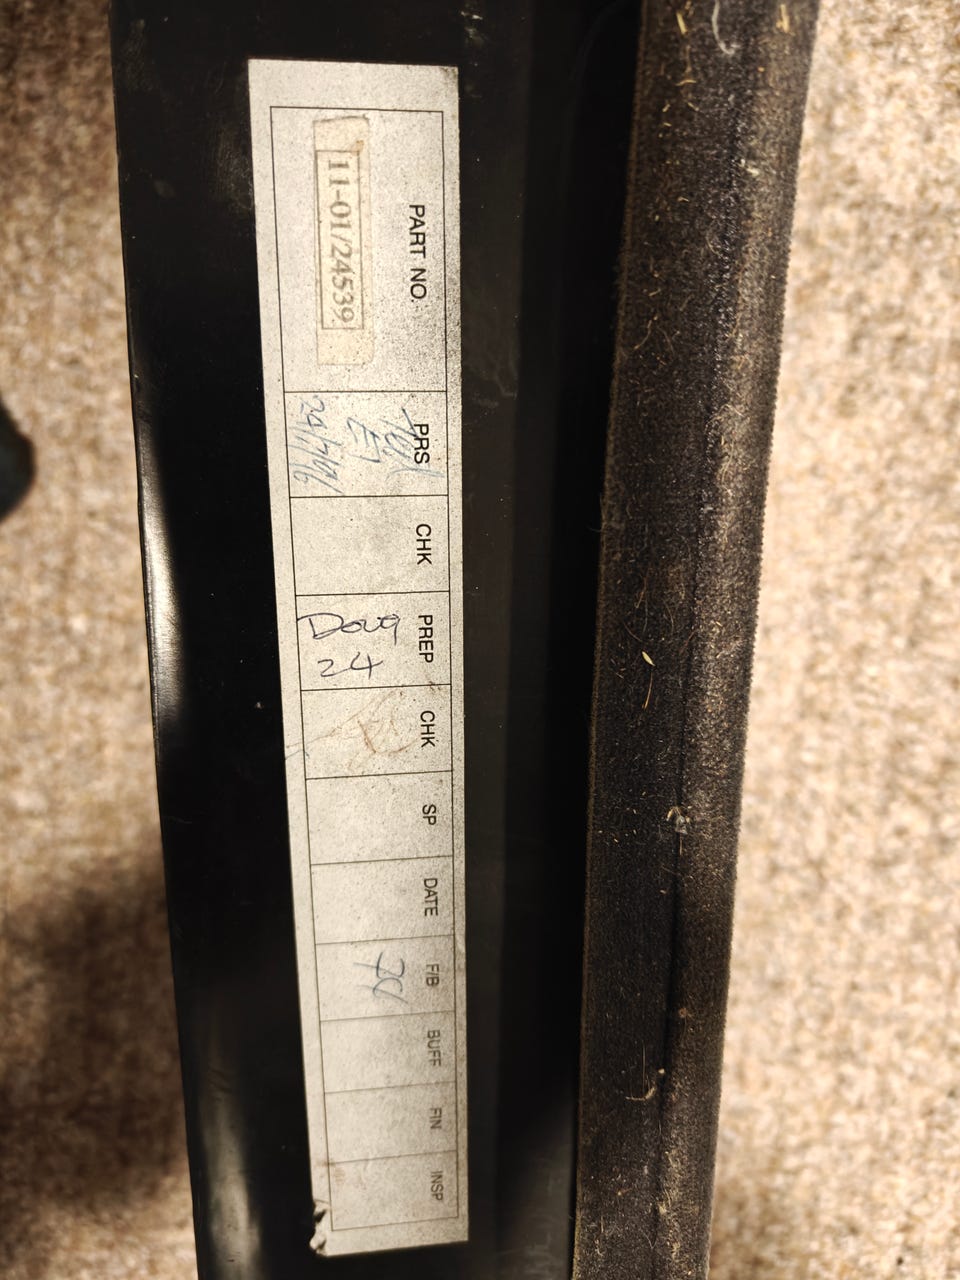 PART NO.
11-01/24539
PRS
E7
24/7/96
CHK
PREP
Doug
24
CHK
SP
DATE
F/B
BUFF
FIN
INSP